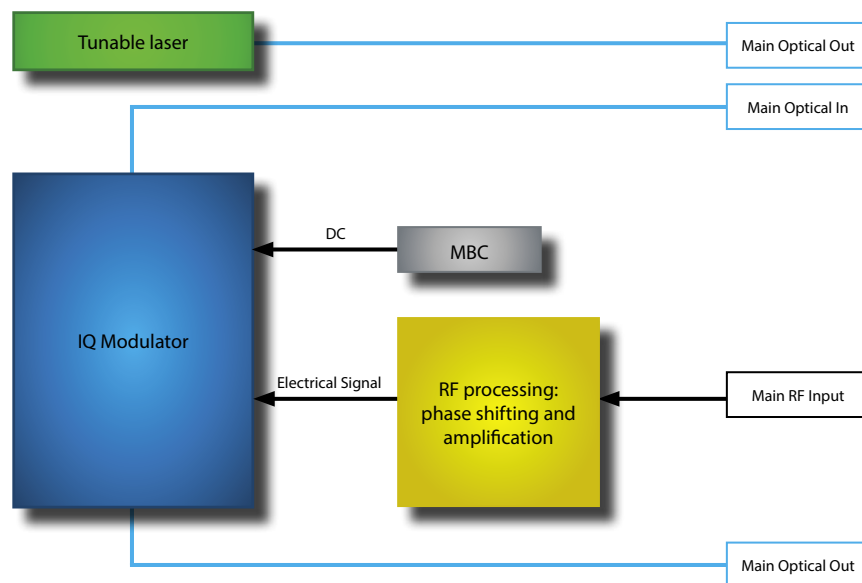 Tunable laser
Main Optical Out
Main Optical In
DC
MBC
IQ Modulator
Electrical Signal
RF processing:
phase shifting and
amplification
Main RF Input
Main Optical Out